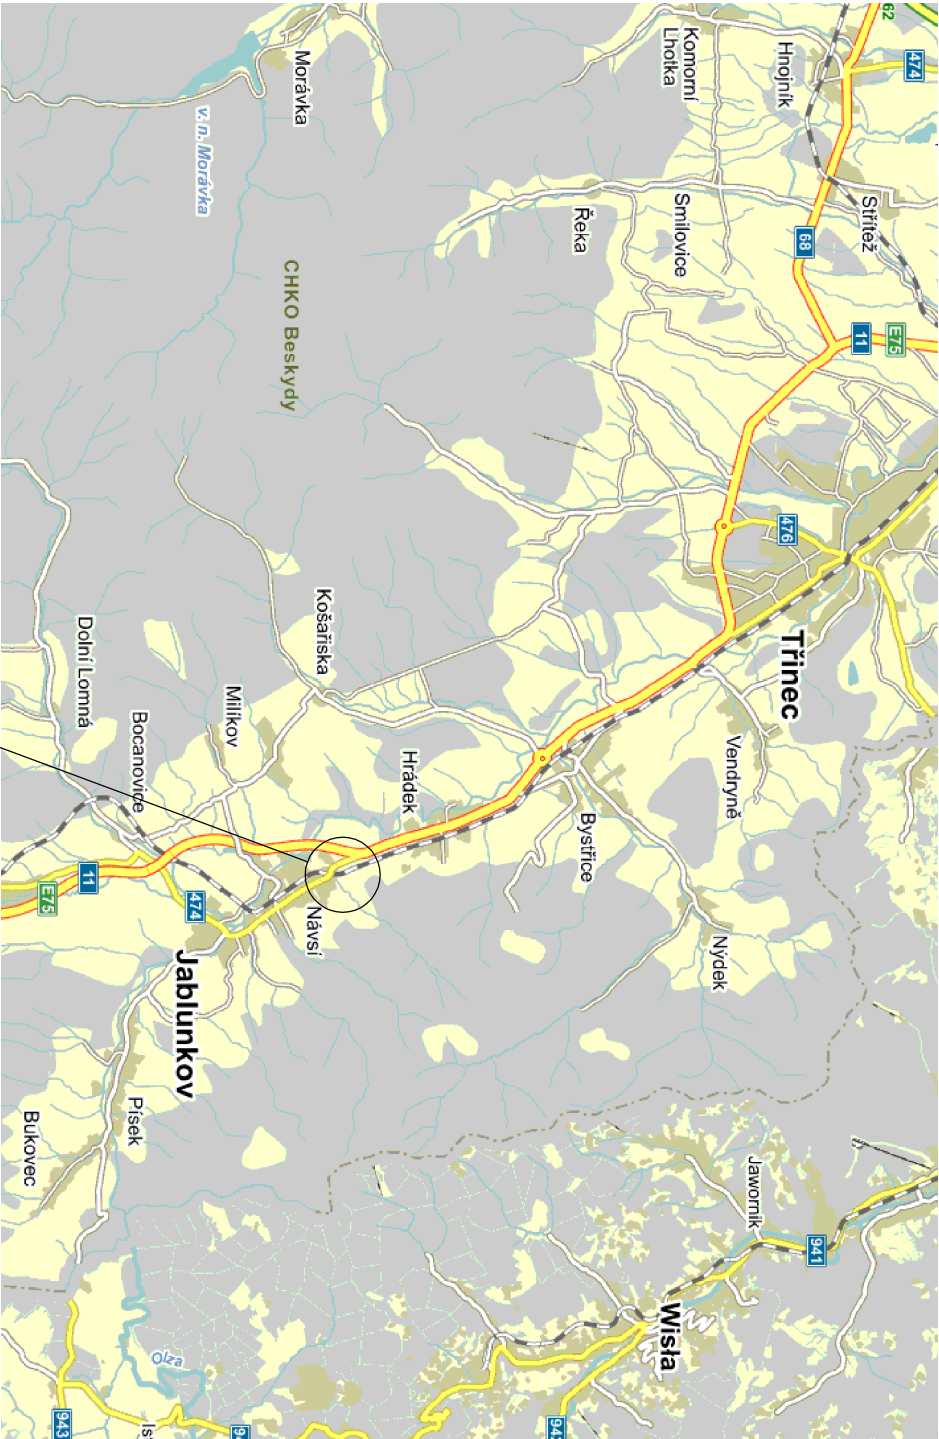 474
Hnojník
Komorní
Lhotka
Morávka
v. n. Morávka
Střítež
68
Smilovice
Řeka
E75
11
CHKO Beskydy
476
Třinec
Vendryně
Košařiska
Dolní Lomná
Milíkov
Bocanovice
Hrádek
Bystřice
11
E75
474
Návsí
Nýdek
Jablunkov
Písek
Bukovec
Jawornik
941
Wisła
Olza
943